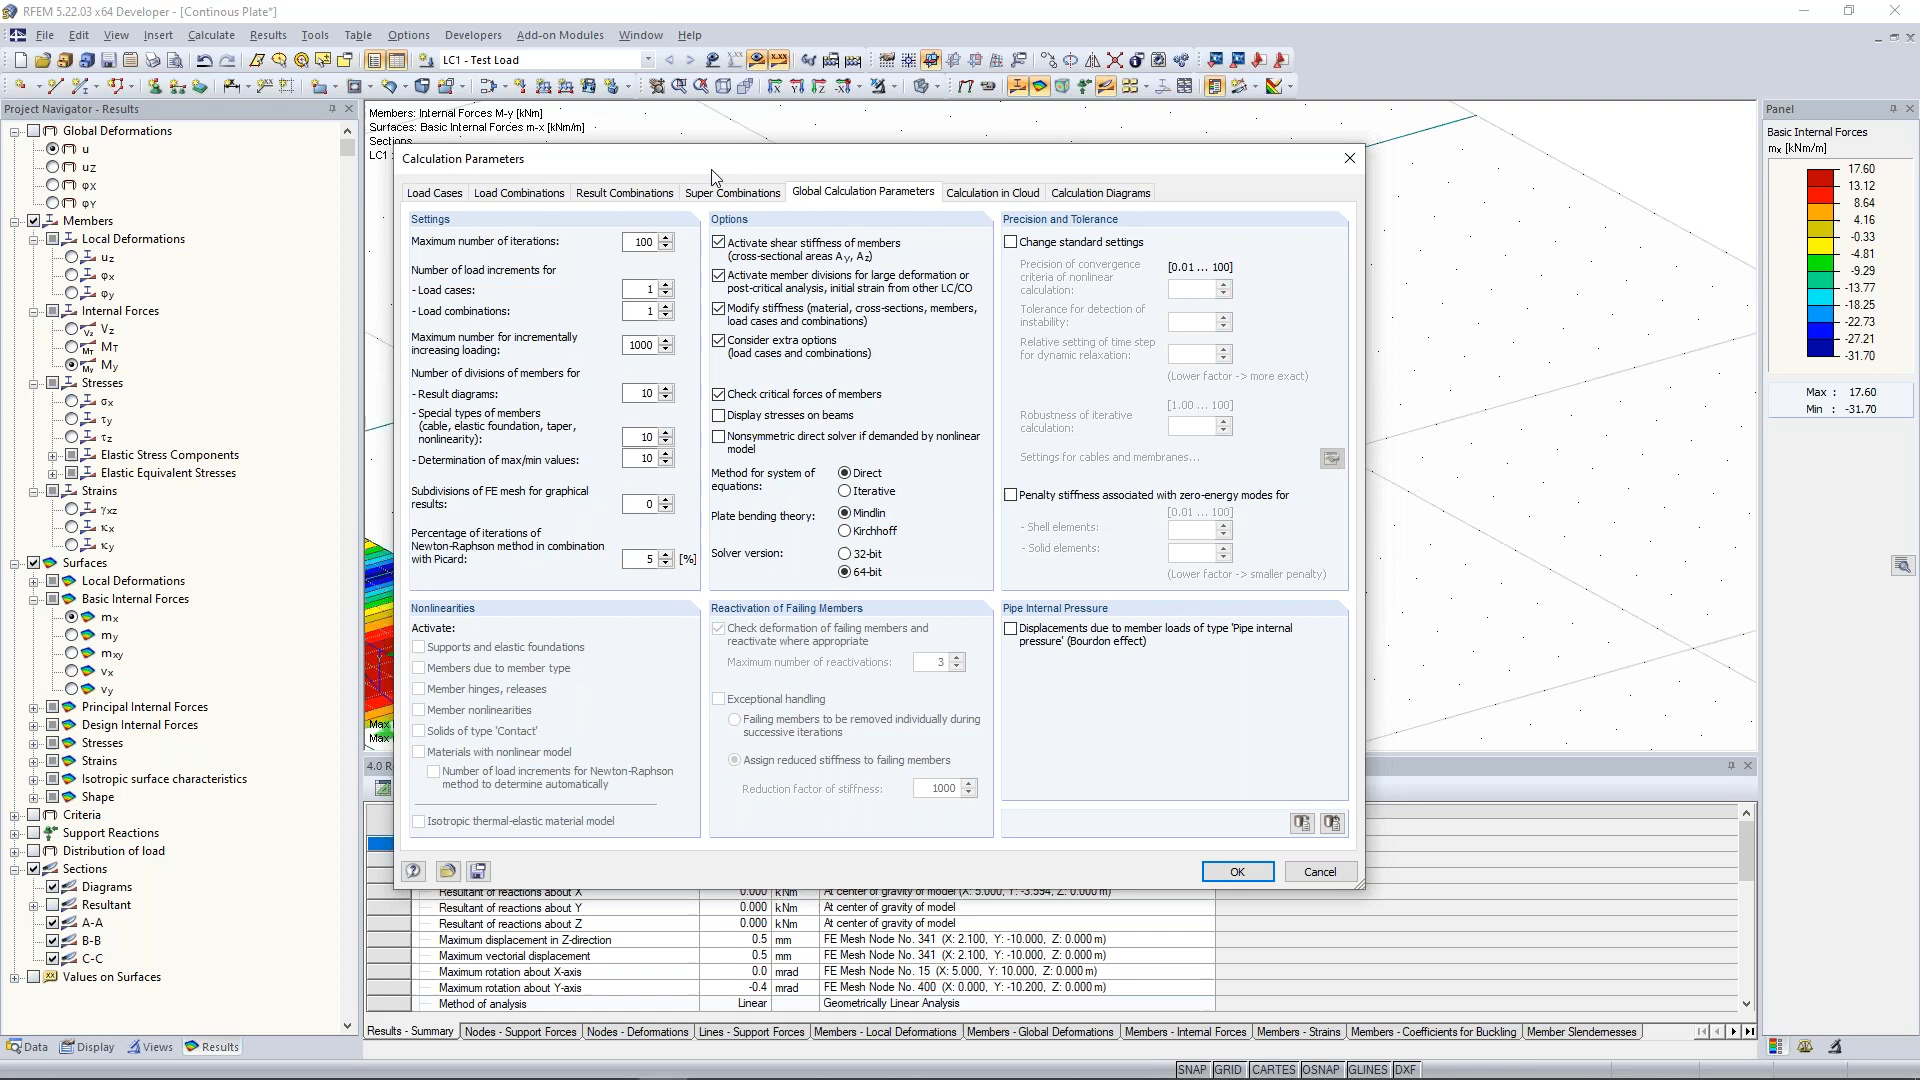 RFEM 5.22.03 x64 Developer - [Continous Plate*]
File Edit View Insert Calculate Results Tools Table Options Developers Add-on Modules Window Help
LC1 - Test Load
Project Navigator - Results
Global Deformations
u
uZ
φX
φY
Members
Local Deformations
uz
φx
φy
Internal Forces
Vz
MT
My
Stresses
σx
τy
τz
Elastic Stress Components
Elastic Equivalent Stresses
Strains
γxz
κx
κy
Surfaces
Local Deformations
Basic Internal Forces
mx
my
mxy
vx
vy
Principal Internal Forces
Design Internal Forces
Stresses
Strains
Isotropic surface characteristics
Shape
Criteria
Support Reactions
Distribution of load
Sections
Diagrams
Resultant
A-A
B-B
C-C
Values on Surfaces
Data Display Views Results
Members: Internal Forces M-y [kNm]
Surfaces: Basic Internal Forces m-x [kNm/m]
Sections
LC1 :
Calculation Parameters
Load Cases Load Combinations Result Combinations Super Combinations Global Calculation Parameters Calculation in Cloud Calculation Diagrams
Settings
Maximum number of iterations: 100
Number of load increments for
- Load cases: 1
- Load combinations: 1
Maximum number for incrementally
increasing loading: 1000
Number of divisions of members for
- Result diagrams: 10
- Special types of members
(cable, elastic foundation, taper,
nonlinearity): 10
- Determination of max/min values: 10
Subdivisions of FE mesh for graphical
results: 0
Percentage of iterations of
Newton-Raphson method in combination
with Picard: 5 [%]
Options
Activate shear stiffness of members
(cross-sectional areas Ay, Az)
Activate member divisions for large deformation or
post-critical analysis, initial strain from other LC/CO
Modify stiffness (material, cross-sections, members,
load cases and combinations)
Consider extra options
(load cases and combinations)
Check critical forces of members
Display stresses on beams
Nonsymmetric direct solver if demanded by nonlinear
model
Method for system of
equations:
Direct
Iterative
Plate bending theory:
Mindlin
Kirchhoff
Solver version:
32-bit
64-bit
Precision and Tolerance
Change standard settings
Precision of convergence
criteria of nonlinear
calculation:
[0.01 ... 100]
Tolerance for detection of
instability:
Relative setting of time step
for dynamic relaxation:
(Lower factor -> more exact)
[1.00 ... 100]
Robustness of iterative
calculation:
Settings for cables and membranes...
Penalty stiffness associated with zero-energy modes for
[0.01 ... 100]
- Shell elements:
- Solid elements:
(Lower factor -> smaller penalty)
Nonlinearities
Activate:
Supports and elastic foundations
Members due to member type
Member hinges, releases
Member nonlinearities
Solids of type 'Contact'
Materials with nonlinear model
Number of load increments for Newton-Raphson
method to determine automatically
Isotropic thermal-elastic material model
Reactivation of Failing Members
Check deformation of failing members and
reactivate where appropriate
Maximum number of reactivations: 3
Exceptional handling
Failing members to be removed individually during
successive iterations
Assign reduced stiffness to failing members
Reduction factor of stiffness: 1000
Pipe Internal Pressure
Displacements due to member loads of type 'Pipe internal
pressure' (Bourdon effect)
OK Cancel
Max
Max
4.0 R
Resultant of reactions about X 0.000 kNm At center of gravity of model (X: 5.000, Y: -3.594, Z: 0.000 m)
Resultant of reactions about Y 0.000 kNm At center of gravity of model
Resultant of reactions about Z 0.000 kNm At center of gravity of model
Maximum displacement in Z-direction 0.5 mm FE Mesh Node No. 341 (X: 2.100, Y: -10.000, Z: 0.000 m)
Maximum vectorial displacement 0.5 mm FE Mesh Node No. 341 (X: 2.100, Y: -10.000, Z: 0.000 m)
Maximum rotation about X-axis 0.0 mrad FE Mesh Node No. 15 (X: 5.000, Y: 10.000, Z: 0.000 m)
Maximum rotation about Y-axis -0.4 mrad FE Mesh Node No. 400 (X: 0.000, Y: -10.200, Z: 0.000 m)
Method of analysis Linear Geometrically Linear Analysis
Results - Summary Nodes - Support Forces Nodes - Deformations Lines - Support Forces Members - Local Deformations Members - Global Deformations Members - Internal Forces Members - Strains Members - Coefficients for Buckling Member Slendernesses
Panel
Basic Internal Forces
mx [kNm/m]
17.60
13.12
8.64
4.16
-0.33
-4.81
-9.29
-13.77
-18.25
-22.73
-27.21
-31.70
Max : 17.60
Min : -31.70
SNAP GRID CARTES OSNAP GLINES DXF